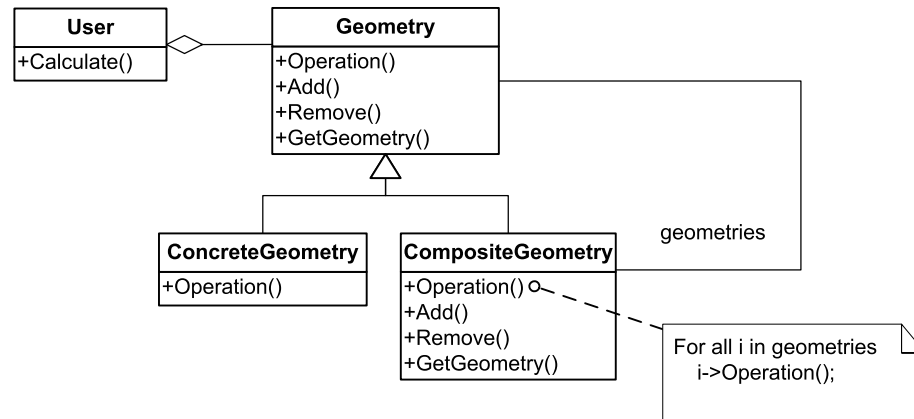 User
+Calculate()
Geometry
+Operation()
+Add()
+Remove()
+GetGeometry()
geometries
ConcreteGeometry
+Operation()
CompositeGeometry
+Operation()
+Add()
+Remove()
+GetGeometry()
For all i in geometries
i->Operation();